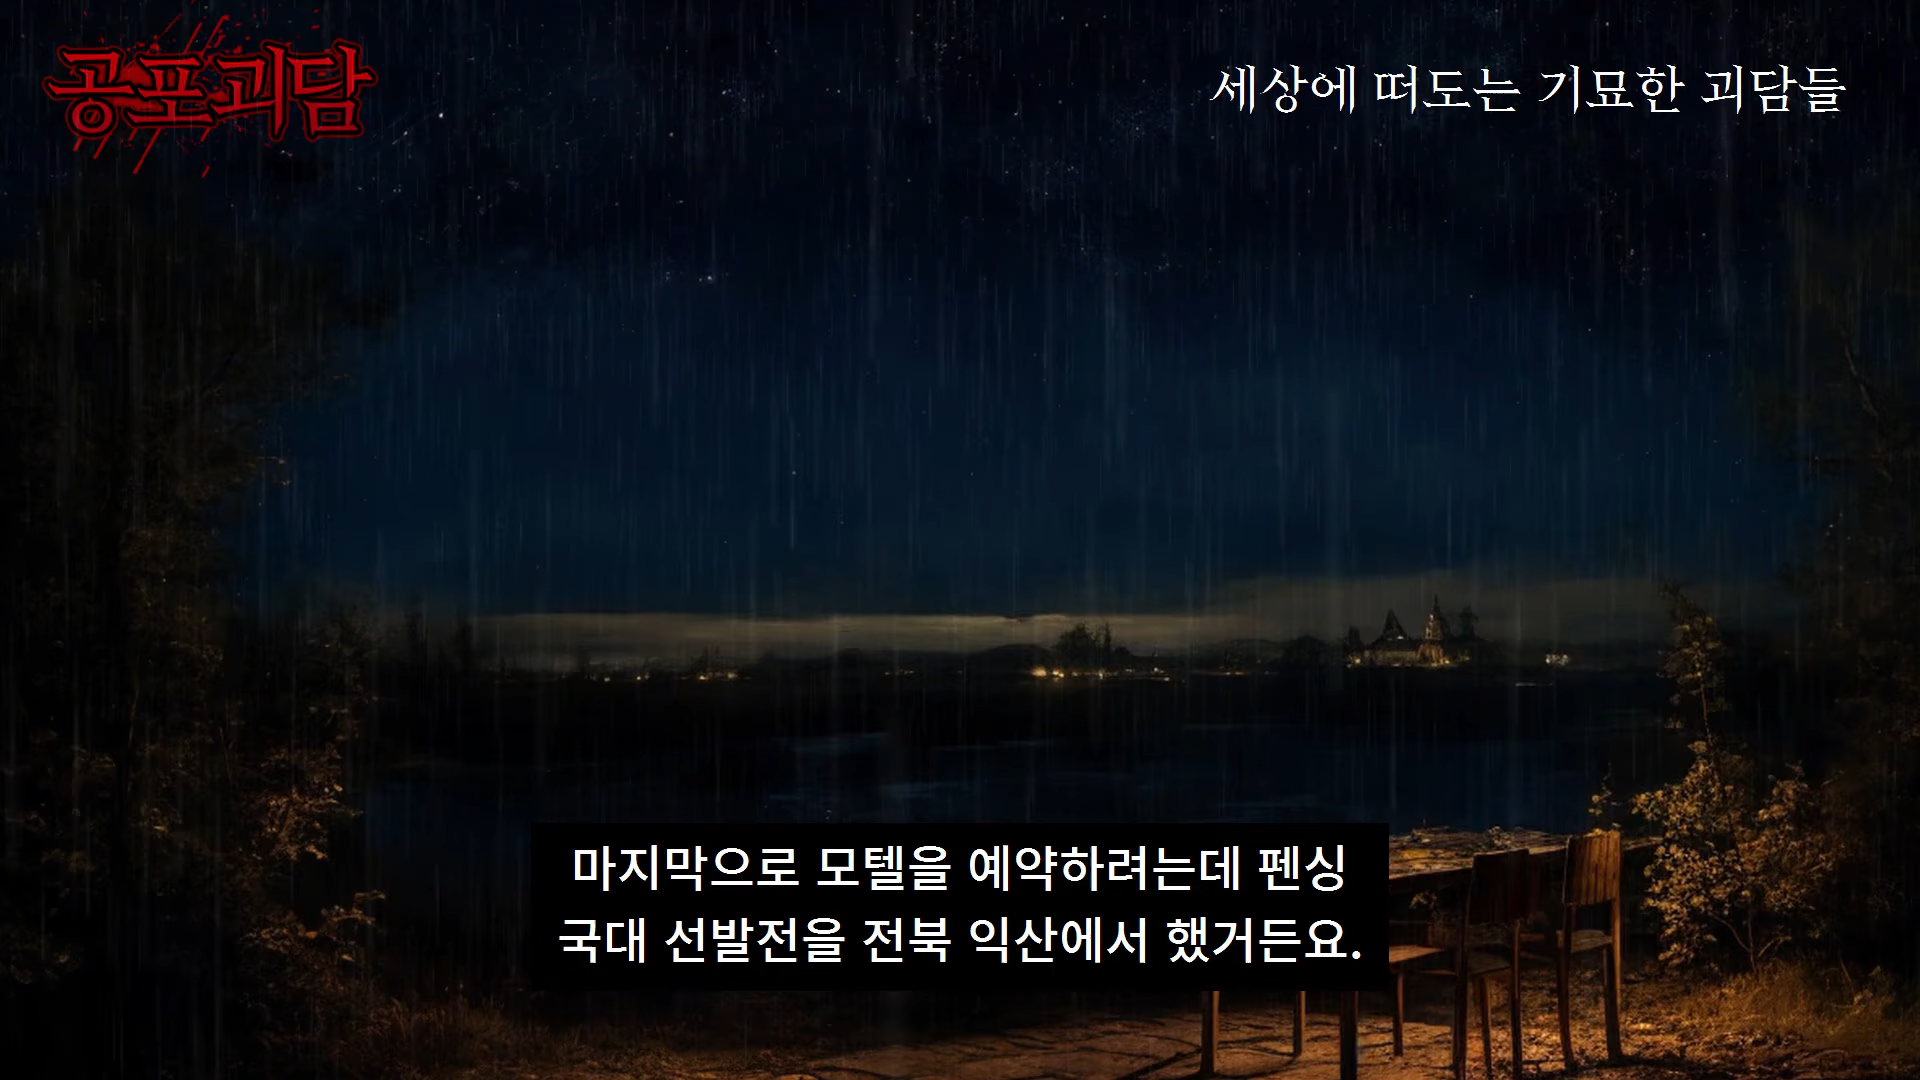 공포괴담
세상에 떠도는 기묘한 괴담들
마지막으로 모텔을 예약하려는데 펜싱
국대 선발전을 전북 익산에서 했거든요.